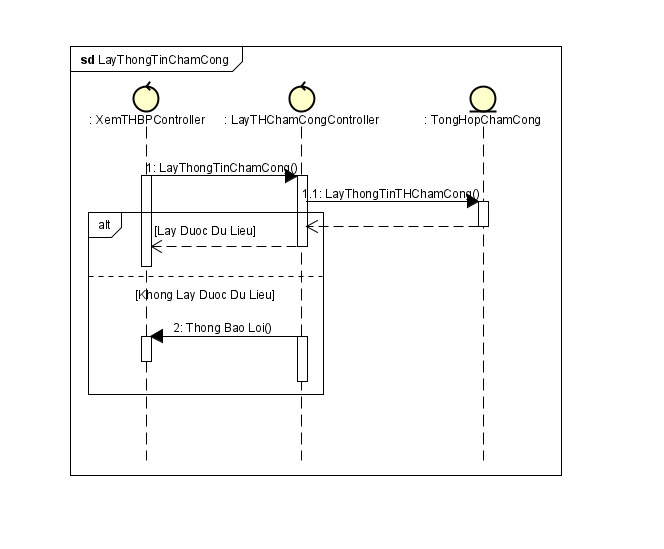 sd LayThongTinChamCong
: XemTHBPController
: LayTHChamCongController
: TongHopChamCong
1: LayThongTinChamCong()
1.1: LayThongTinTHChamCong()
alt
[Lay Duoc Du Lieu]
[Khong Lay Duoc Du Lieu]
2: Thong Bao Loi()